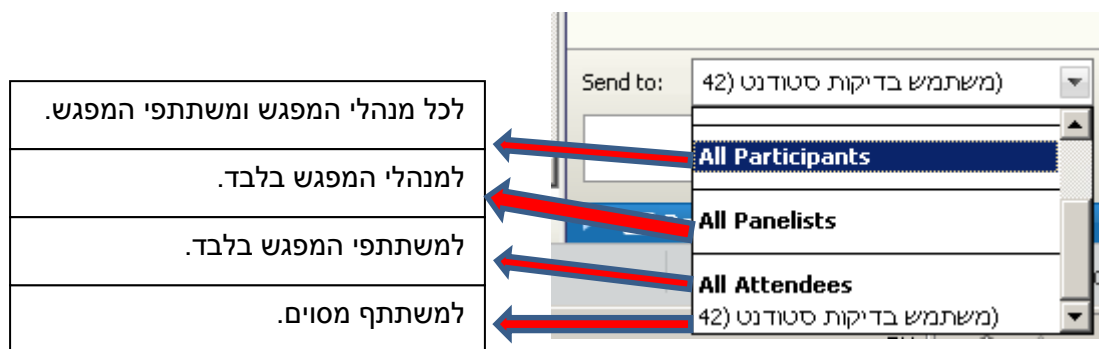 לכל מנהלי המפגש ומשתתפי המפגש.
למנהלי המפגש בלבד.
למשתתפי המפגש בלבד.
למשתתף מסוים.
Send to:
משתמש בדיקות סטודנט (42)
All Participants
All Panelists
All Attendees
משתמש בדיקות סטודנט (42)